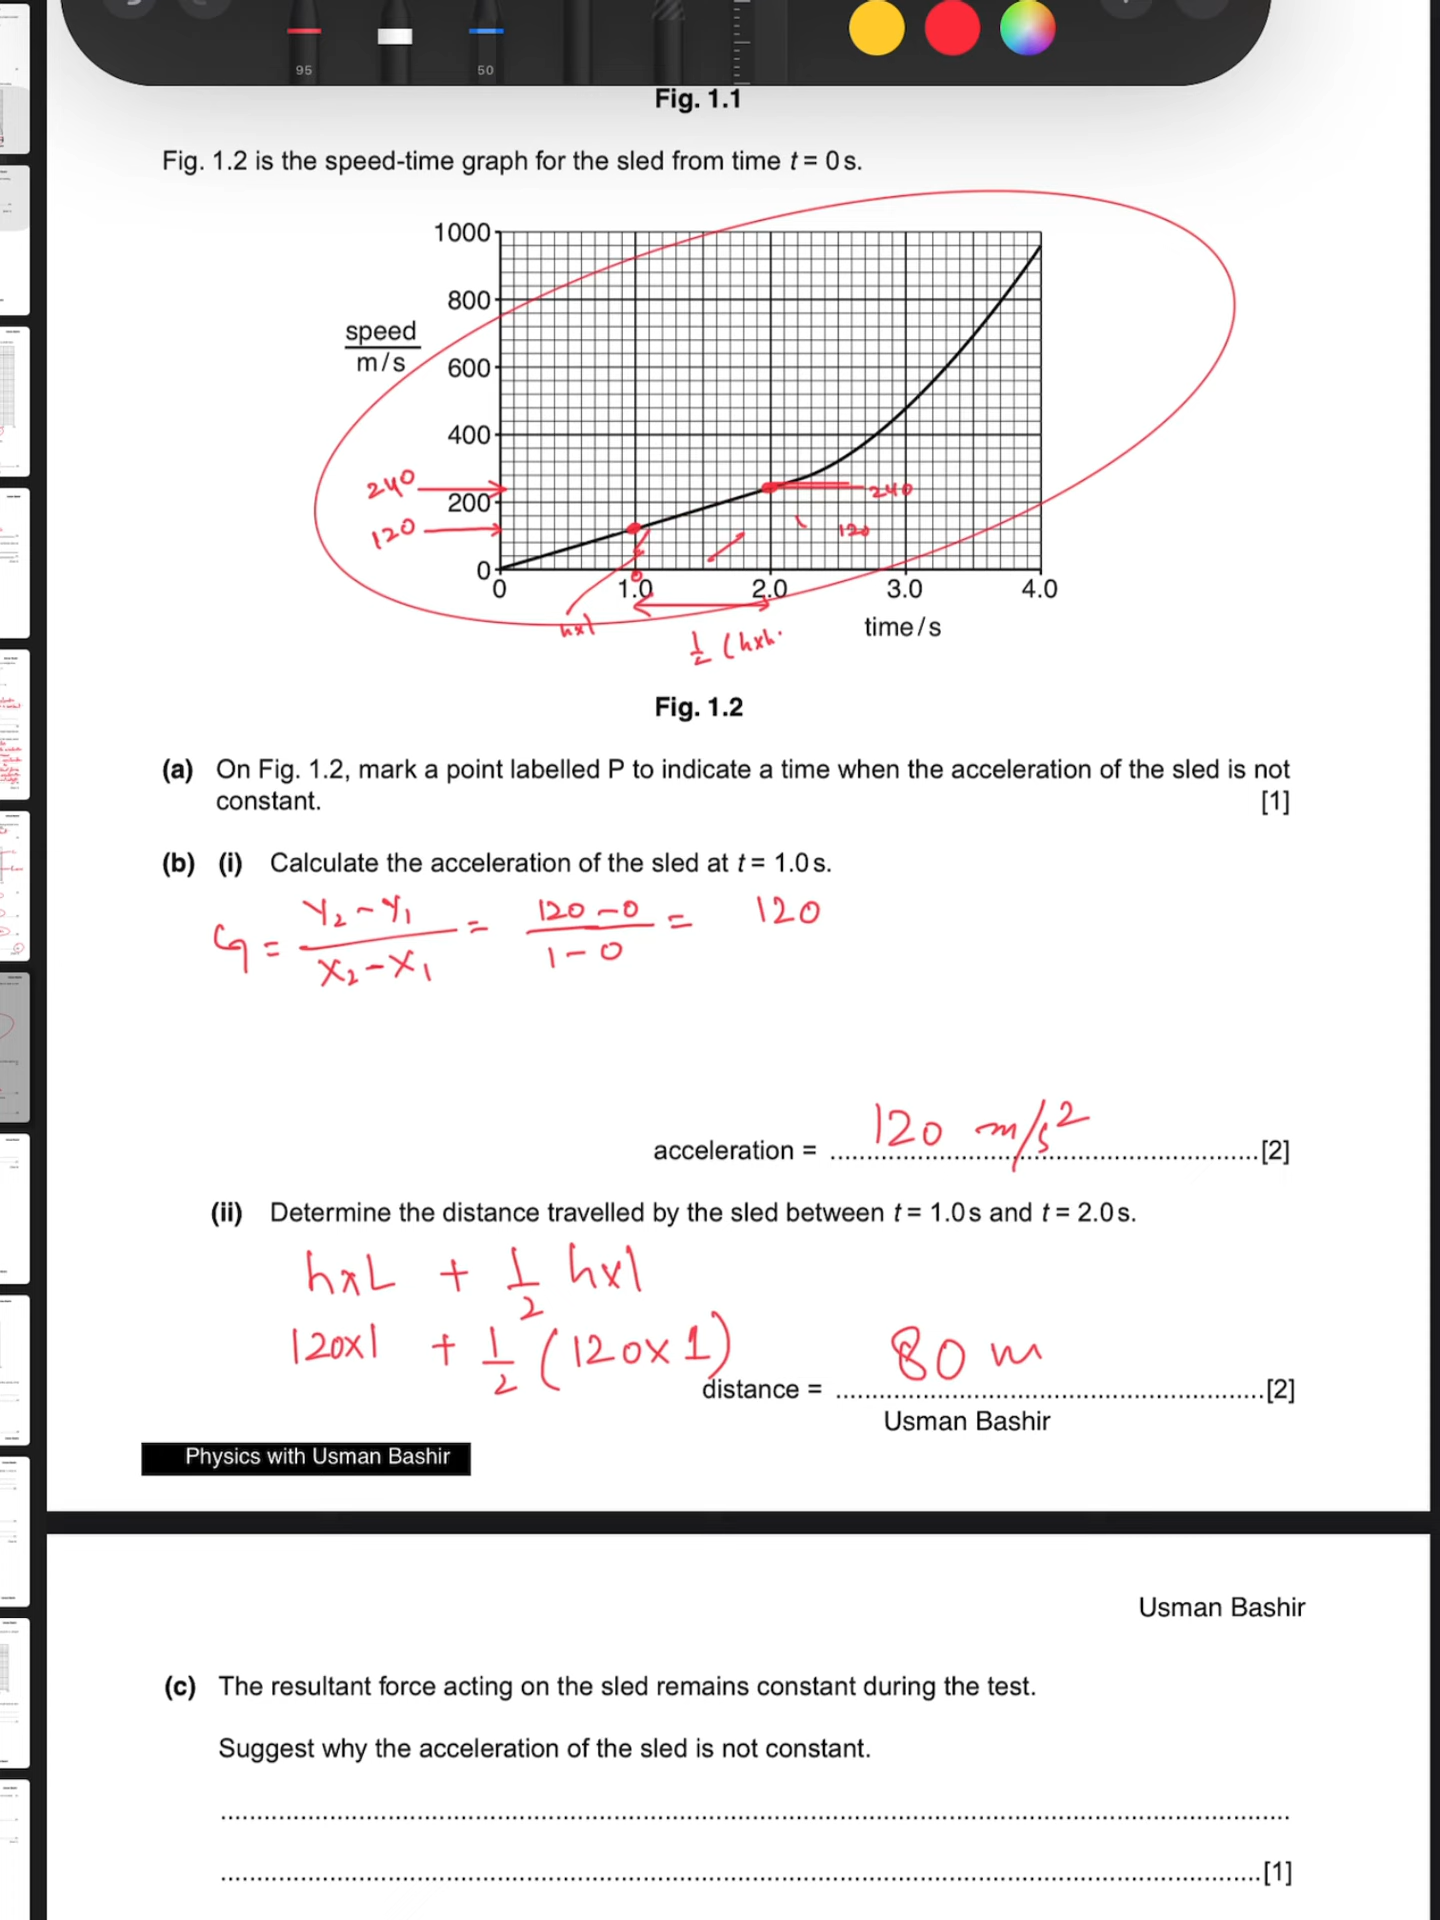 95
50
Fig. 1.1
Fig. 1.2 is the speed-time graph for the sled from time t = 0 s.
1000
800
speed
m/s
600
400
240
200
120
0
240
120
0
1.0
2.0
3.0
4.0
time/s
hxl
1/2 (hxh.
Fig. 1.2
(a) On Fig. 1.2, mark a point labelled P to indicate a time when the acceleration of the sled is not
constant. [1]
(b) (i) Calculate the acceleration of the sled at t = 1.0 s.
G = Y₂-Y₁ / X₂-X₁ = 120-0 / 1-0 = 120
120 m/s²
acceleration = ............................................................[2]
(ii) Determine the distance travelled by the sled between t = 1.0 s and t = 2.0 s.
hxL + 1/2 hxl
120x1 + 1/2 (120x1)
80 m
distance = ............................................................[2]
Usman Bashir
Physics with Usman Bashir
Usman Bashir
(c) The resultant force acting on the sled remains constant during the test.
Suggest why the acceleration of the sled is not constant.
[1]